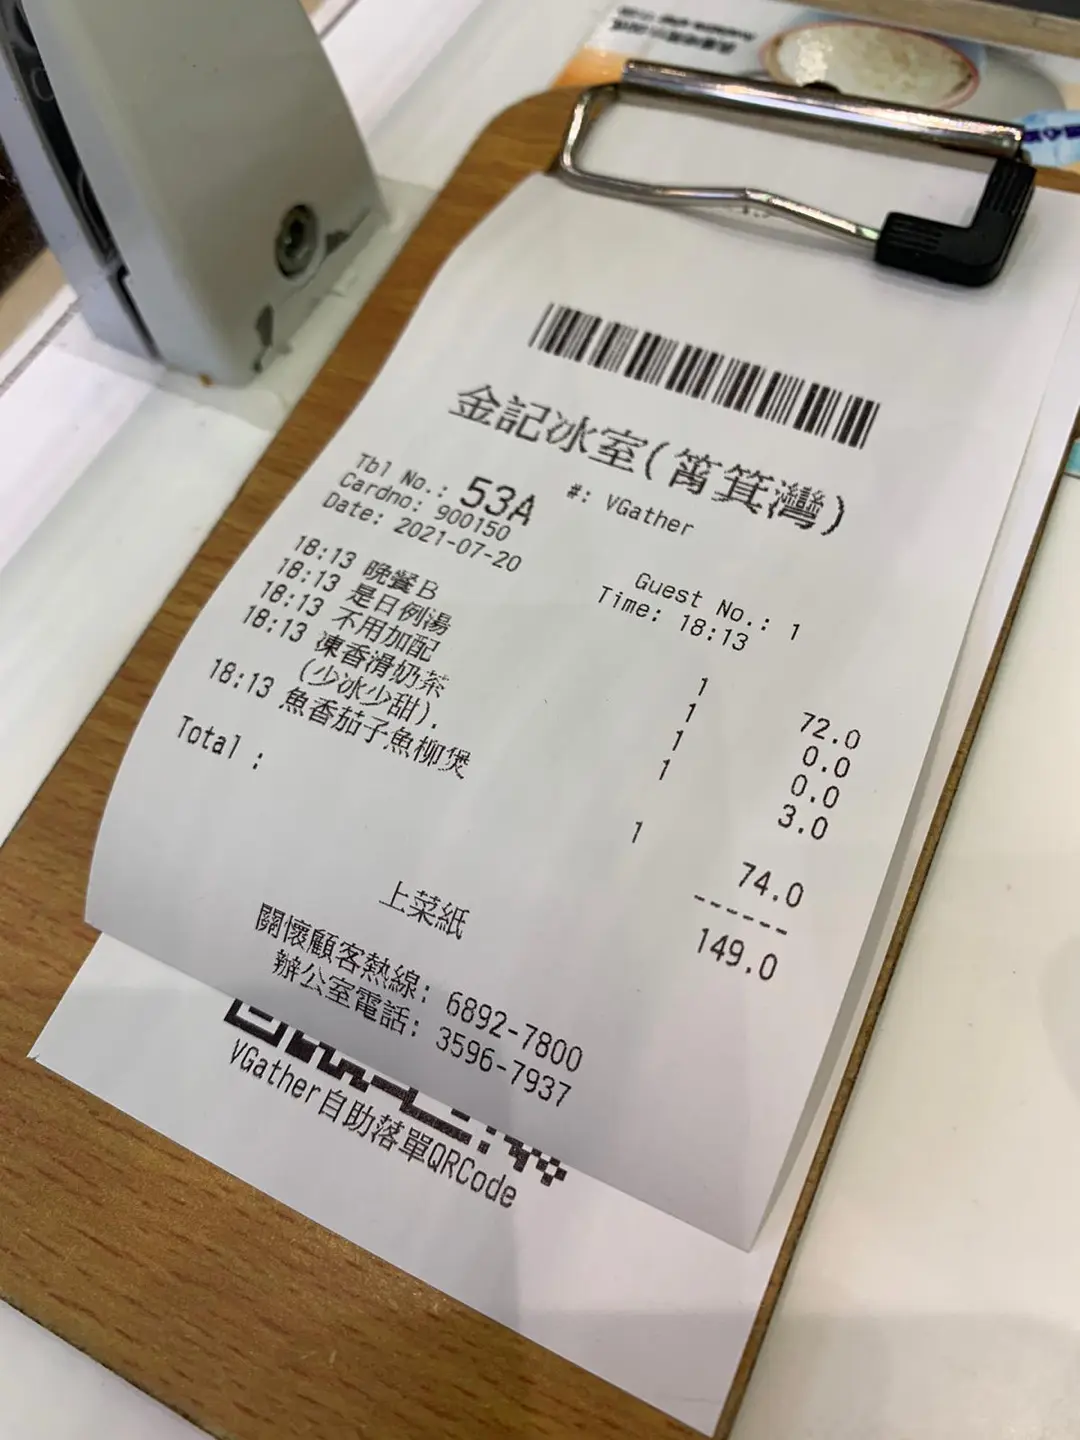 金記冰室(筲箕灣)
Tbl No.: 53A #: VGather
Cardno: 900150 Guest No.: 1
Date: 2021-07-20 Time: 18:13
18:13 晚餐B 1 72.0
18:13 是日例湯 1 0.0
18:13 不用加配 1 0.0
18:13 凍香滑奶茶 1 3.0
(少冰少甜).
18:13 魚香茄子魚柳煲 1 74.0
------
Total : 149.0
上菜紙
關懷顧客熱線: 6892-7800
辦公室電話: 3596-7937
VGather自助落單QRCode